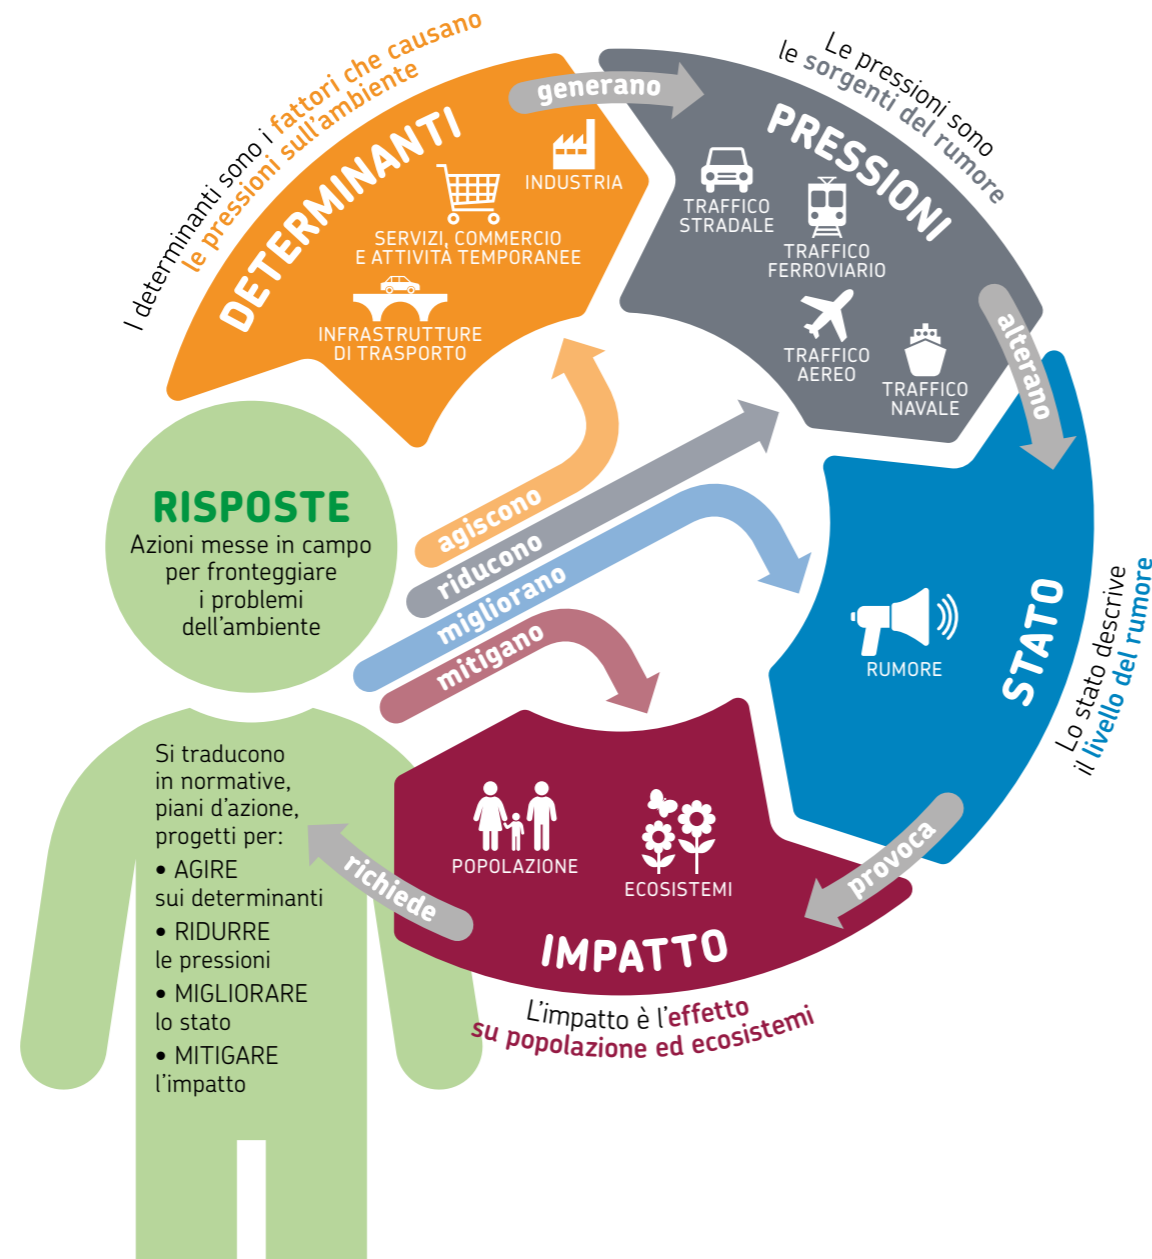 I determinanti sono i fattori che causano
le pressioni sull'ambiente
DETERMINANTI
INDUSTRIA
SERVIZI, COMMERCIO
E ATTIVITÀ TEMPORANEE
INFRASTRUTTURE
DI TRASPORTO
generano
Le pressioni sono
le sorgenti del rumore
PRESSIONI
TRAFFICO
STRADALE
TRAFFICO
FERROVIARIO
TRAFFICO
AEREO
TRAFFICO
NAVALE
alterano
STATO
RUMORE
Lo stato descrive
il livello del rumore
provoca
IMPATTO
POPOLAZIONE
ECOSISTEMI
L'impatto è l'effetto
su popolazione ed ecosistemi
richiede
RISPOSTE
Azioni messe in campo
per fronteggiare
i problemi
dell'ambiente
agiscono
riducono
migliorano
mitigano
Si traducono
in normative,
piani d'azione,
progetti per:
• AGIRE
sui determinanti
• RIDURRE
le pressioni
• MIGLIORARE
lo stato
• MITIGARE
l'impatto